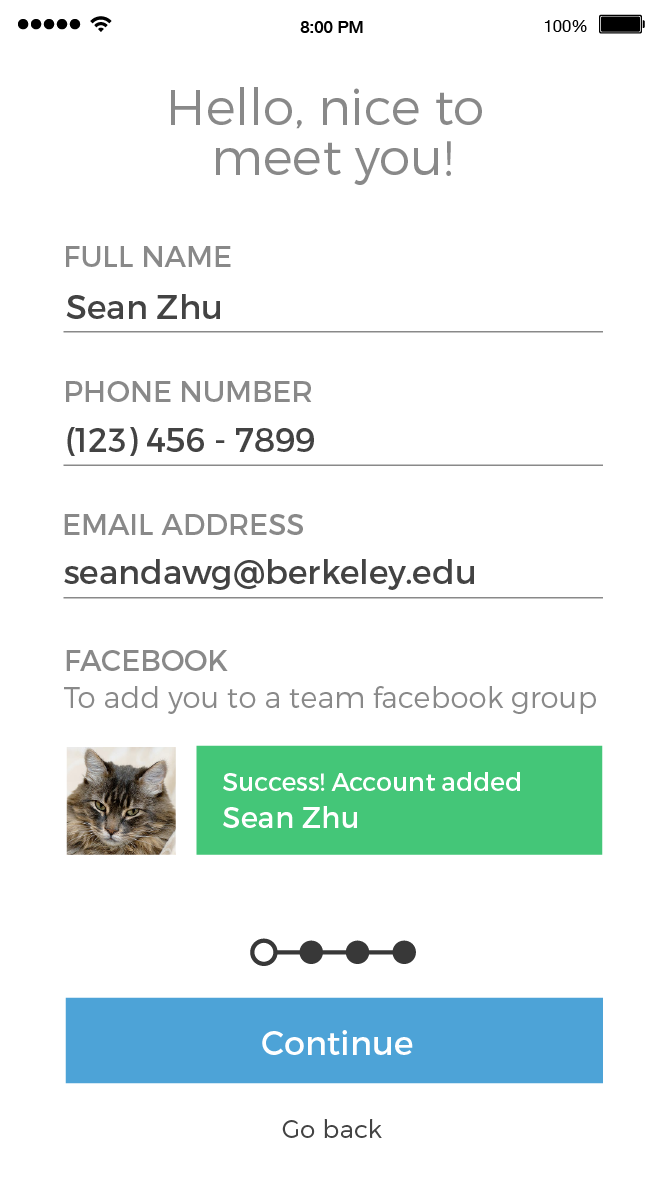 8:00 PM 100%
Hello, nice to
meet you!
FULL NAME
Sean Zhu
PHONE NUMBER
(123) 456 - 7899
EMAIL ADDRESS
seandawg@berkeley.edu
FACEBOOK
To add you to a team facebook group
Success! Account added
Sean Zhu
Continue
Go back